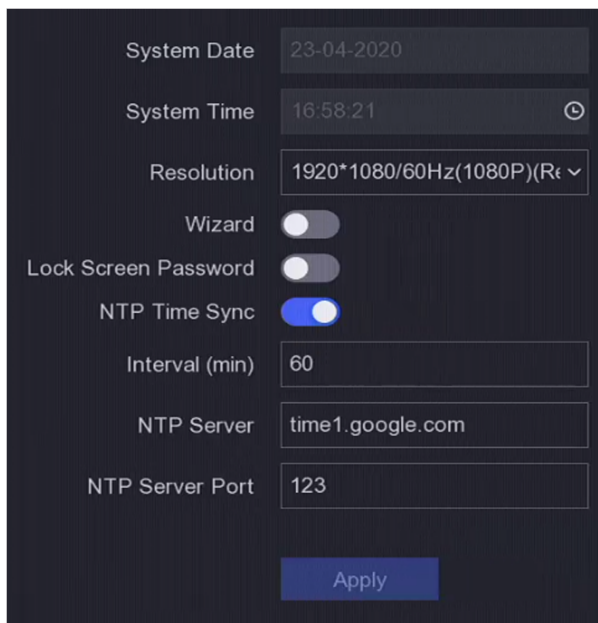 System Date 23-04-2020
System Time 16:58:21
Resolution 1920*1080/60Hz(1080P)(Re
Wizard
Lock Screen Password
NTP Time Sync
Interval (min) 60
NTP Server time1.google.com
NTP Server Port 123
Apply